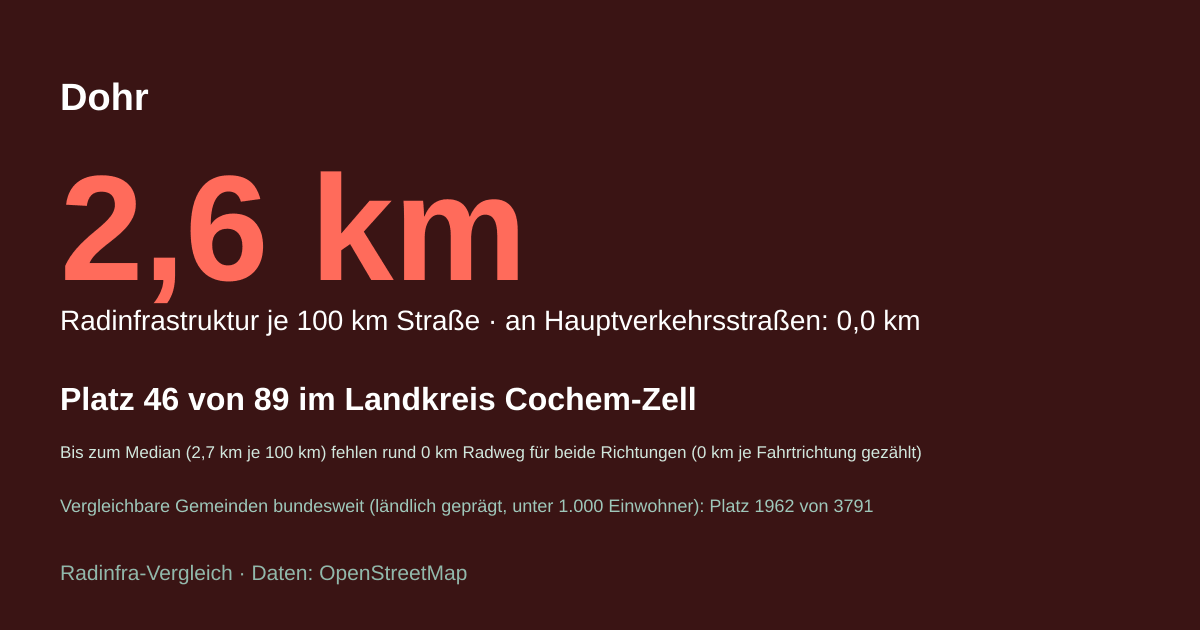 Dohr
2,6 km
Radinfrastruktur je 100 km Straße · an Hauptverkehrsstraßen: 0,0 km
Platz 46 von 89 im Landkreis Cochem-Zell
Bis zum Median (2,7 km je 100 km) fehlen rund 0 km Radweg für beide Richtungen (0 km je Fahrtrichtung gezählt)
Vergleichbare Gemeinden bundesweit (ländlich geprägt, unter 1.000 Einwohner): Platz 1962 von 3791
Radinfra-Vergleich · Daten: OpenStreetMap